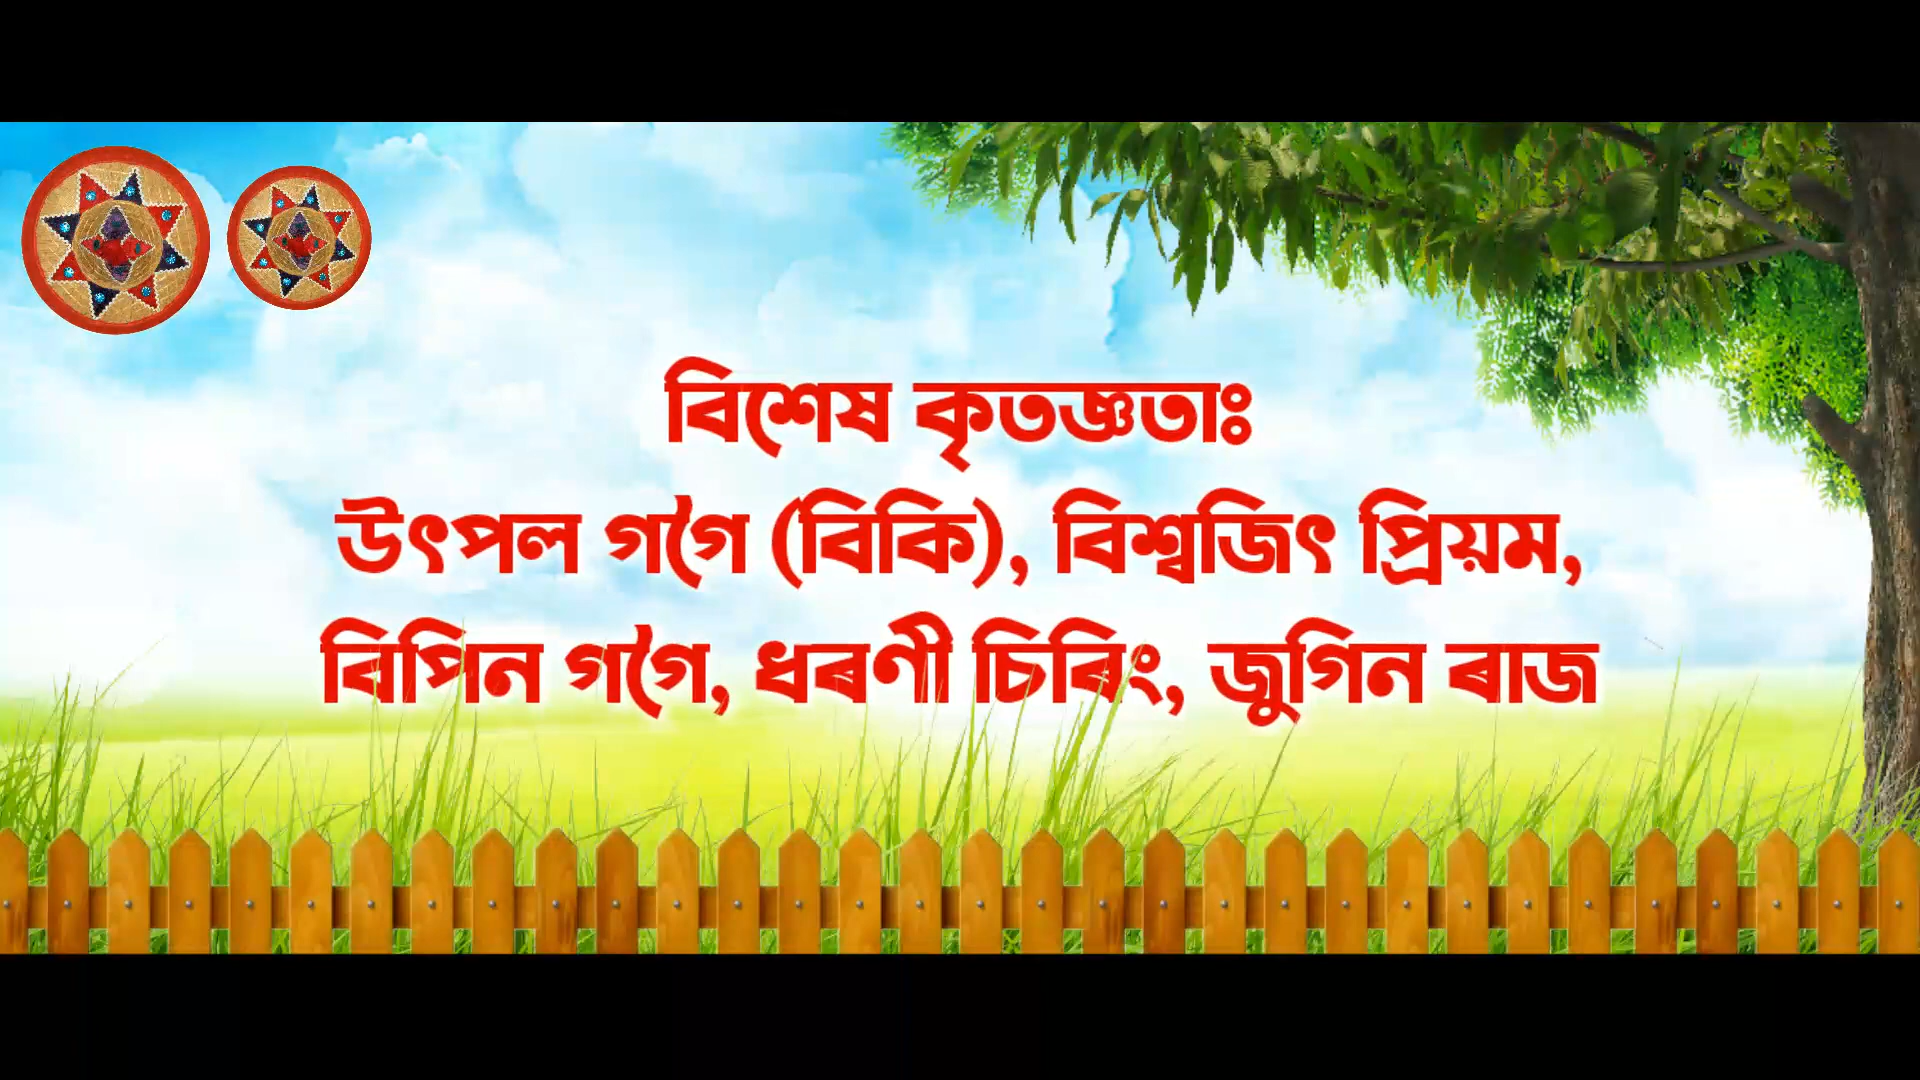 বিশেষ কৃতজ্ঞতাঃ
উৎপল গগৈ (বিকি), বিশ্বজিৎ প্ৰিয়ম,
বিপিন গগৈ, ধৰণী চিৰিং, জুগিন ৰাজ